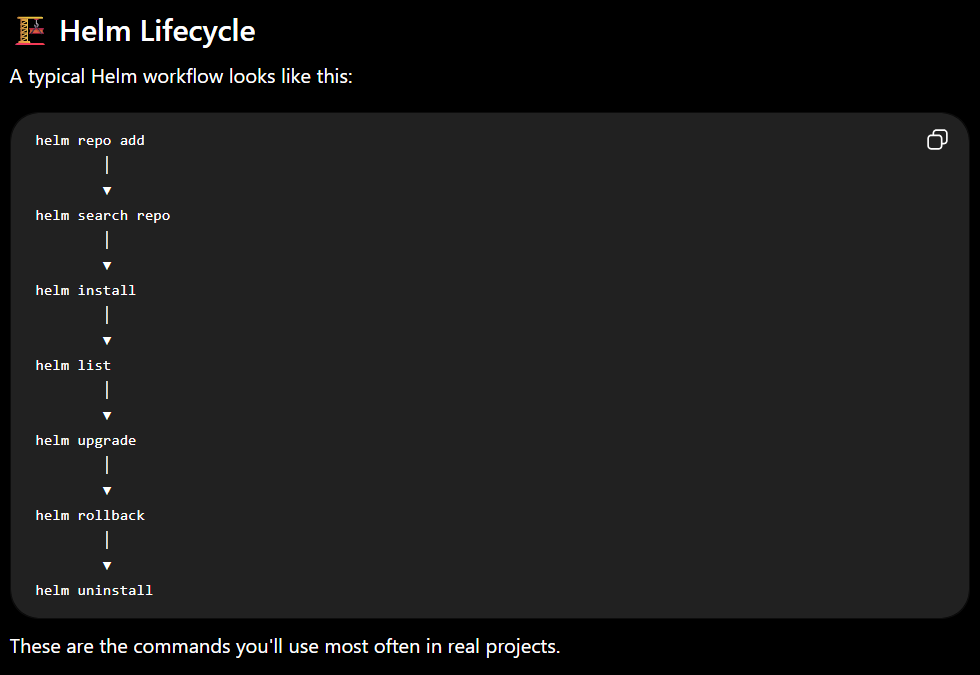 🏗️ Helm Lifecycle
A typical Helm workflow looks like this:
helm repo add
│
▼
helm search repo
│
▼
helm install
│
▼
helm list
│
▼
helm upgrade
│
▼
helm rollback
│
▼
helm uninstall
These are the commands you'll use most often in real projects.